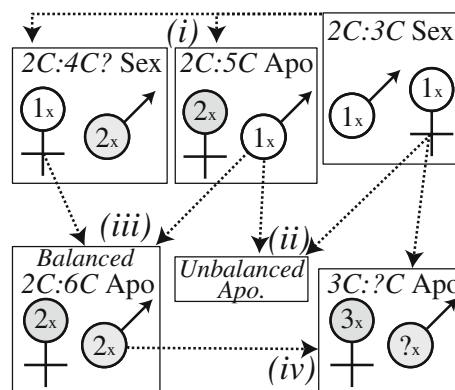 (i)
2C:4C? Sex
2C:5C Apo
2C:3C Sex
1x
2x
2x
1x
1x
1x
(iii)
(ii)
Balanced
2C:6C Apo
Unbalanced
Apo.
3C:?C Apo
2x
2x
3x
?x
(iv)